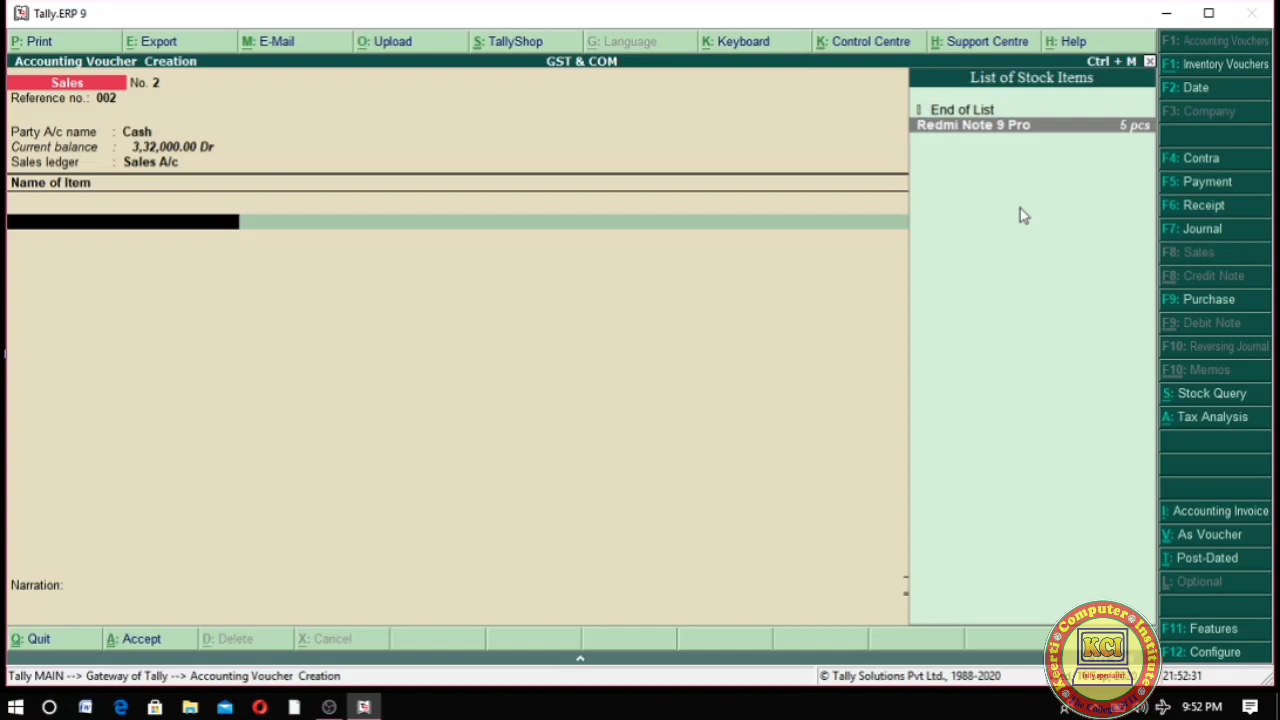 Tally.ERP 9
P: Print
E: Export
M: E-Mail
O: Upload
S: TallyShop
G: Language
K: Keyboard
K: Control Centre
H: Support Centre
H: Help
Accounting Voucher Creation
GST & COM
Ctrl + M
Sales No. 2
Reference no.: 002
Party A/c name : Cash
Current balance : 3,32,000.00 Dr
Sales ledger : Sales A/c
Name of Item
List of Stock Items
End of List
Redmi Note 9 Pro 5 pcs
F1: Accounting Vouchers
F1: Inventory Vouchers
F2: Date
F3: Company
F4: Contra
F5: Payment
F6: Receipt
F7: Journal
F8: Sales
F8: Credit Note
F9: Purchase
F9: Debit Note
F10: Reversing Journal
F10: Memos
S: Stock Query
A: Tax Analysis
I: Accounting Invoice
V: As Voucher
T: Post-Dated
L: Optional
F11: Features
F12: Configure
Narration:
Q: Quit
A: Accept
D: Delete
X: Cancel
Tally MAIN --> Gateway of Tally --> Accounting Voucher Creation
© Tally Solutions Pvt Ltd., 1988-2020
21:52:31
Keerti Computer Institute
KCI
9:52 PM